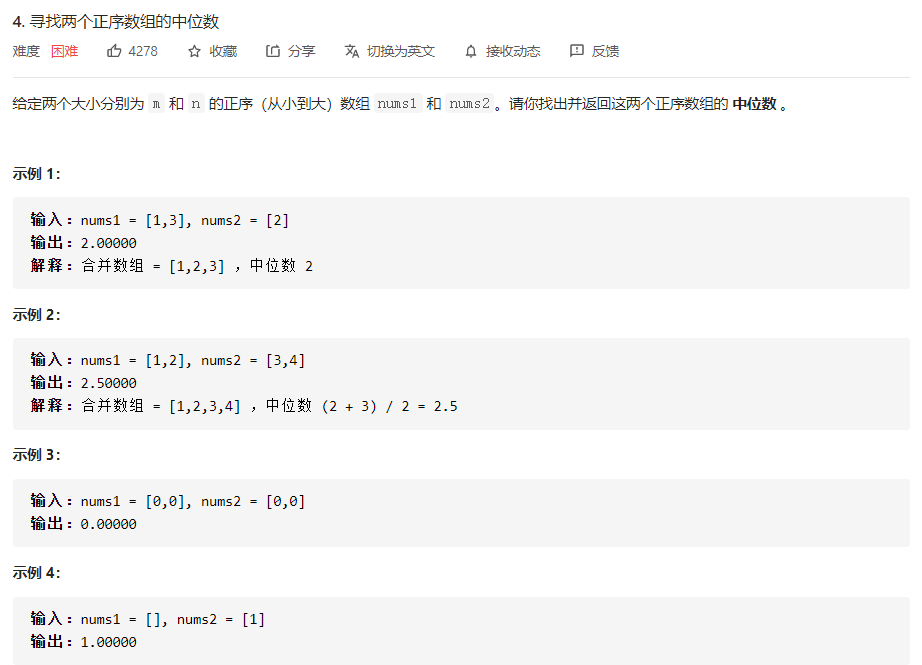 4. 寻找两个正序数组的中位数
难度 困难 4278 收藏 分享 切换为英文 接收动态 反馈
给定两个大小分别为 m 和 n 的正序（从小到大）数组 nums1 和 nums2。请你找出并返回这两个正序数组的 中位数 。
示例 1：
输入：nums1 = [1,3], nums2 = [2]
输出：2.00000
解释：合并数组 = [1,2,3] ，中位数 2
示例 2：
输入：nums1 = [1,2], nums2 = [3,4]
输出：2.50000
解释：合并数组 = [1,2,3,4] ，中位数 (2 + 3) / 2 = 2.5
示例 3：
输入：nums1 = [0,0], nums2 = [0,0]
输出：0.00000
示例 4：
输入：nums1 = [], nums2 = [1]
输出：1.00000